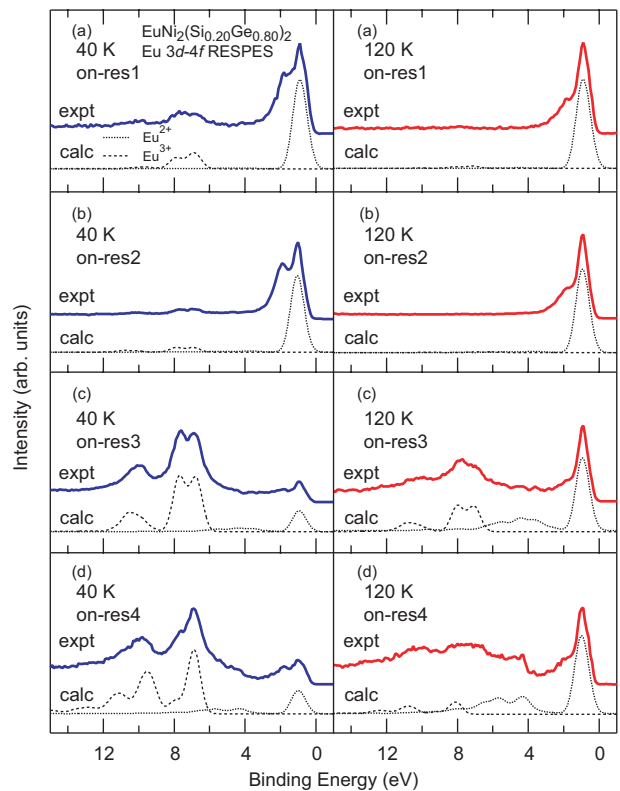 (a) EuNi₂(Si₀.₂₀Ge₀.₈₀)₂
40 K Eu 3d-4f RESPES
on-res1
expt
calc
Eu²⁺
Eu³⁺
(a)
120 K
on-res1
expt
calc
(b)
40 K
on-res2
expt
calc
(b)
120 K
on-res2
expt
calc
(c)
40 K
on-res3
expt
calc
(c)
120 K
on-res3
expt
calc
(d)
40 K
on-res4
expt
calc
(d)
120 K
on-res4
expt
calc
Intensity (arb. units)
12 8 4 0 12 8 4 0
Binding Energy (eV) Binding Energy (eV)